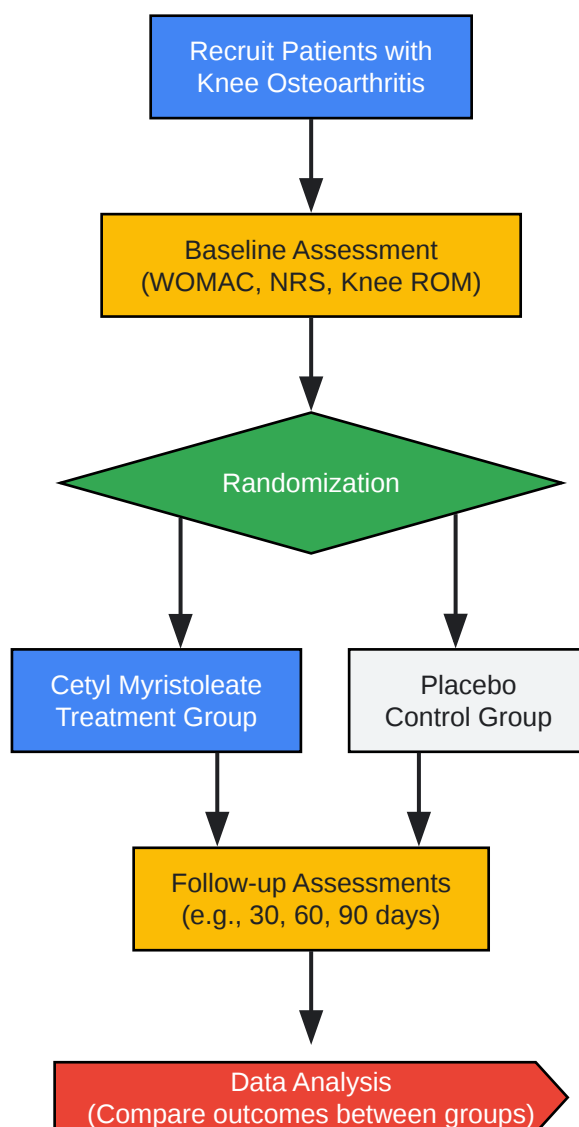 Recruit Patients with
Knee Osteoarthritis
Baseline Assessment
(WOMAC, NRS, Knee ROM)
Randomization
Cetyl Myristoleate
Treatment Group
Placebo
Control Group
Follow-up Assessments
(e.g., 30, 60, 90 days)
Data Analysis
(Compare outcomes between groups)